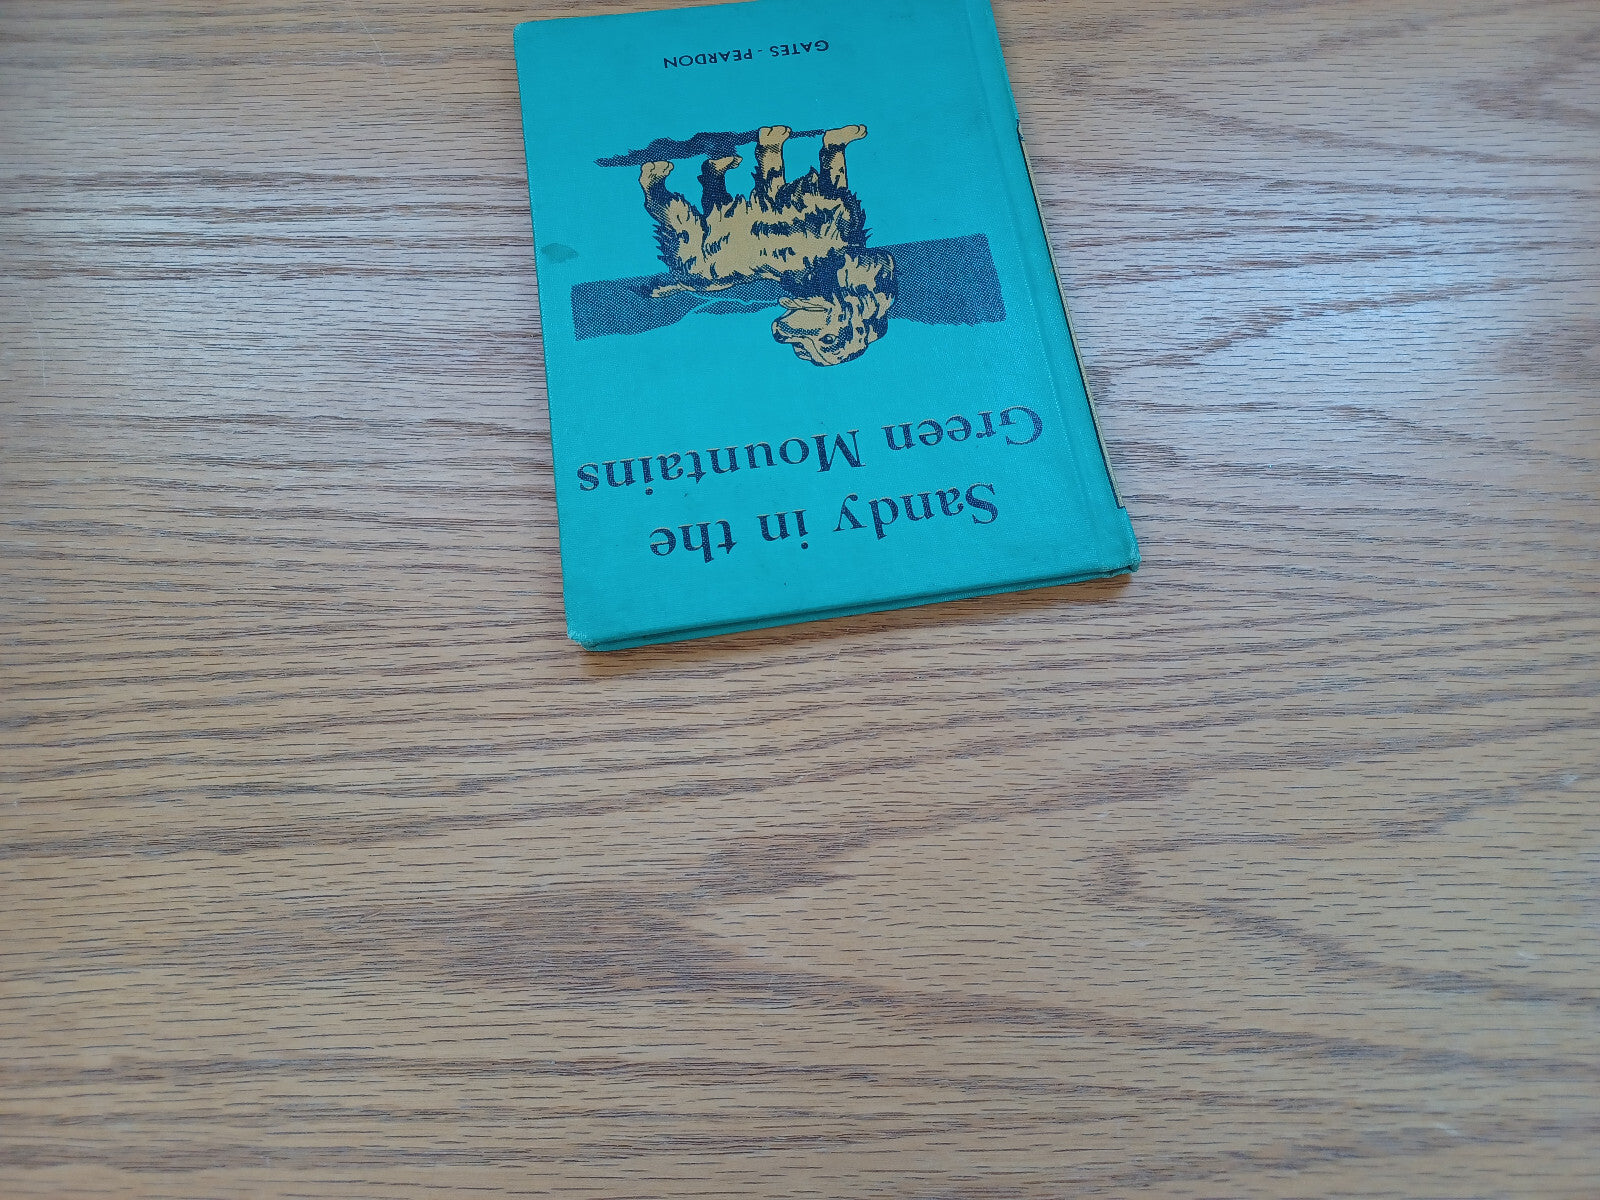 Sandy in the
Green Mountains
GATES - PEARDON